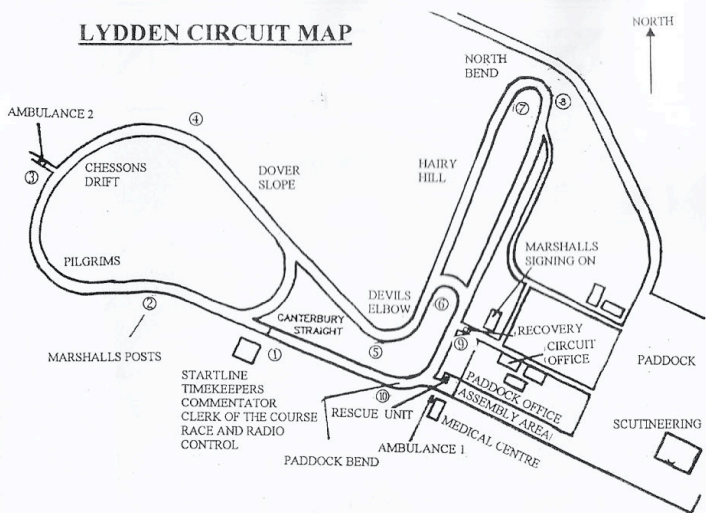 LYDDEN CIRCUIT MAP
NORTH
NORTH
BEND
AMBULANCE 2
④
⑦
⑧
CHESSONS
DRIFT
③
DOVER
SLOPE
HAIRY
HILL
PILGRIMS
MARSHALLS
SIGNING ON
②
DEVILS
ELBOW
⑥
CANTERBURY
STRAIGHT
RECOVERY
MARSHALLS POSTS
①
⑤
⑨
CIRCUIT
OFFICE
PADDOCK
STARTLINE
TIMEKEEPERS
COMMENTATOR
CLERK OF THE COURSE
RACE AND RADIO
CONTROL
⑩
RESCUE UNIT
PADDOCK OFFICE
ASSEMBLY AREA
SCUTINEERING
PADDOCK BEND
AMBULANCE 1
MEDICAL CENTRE